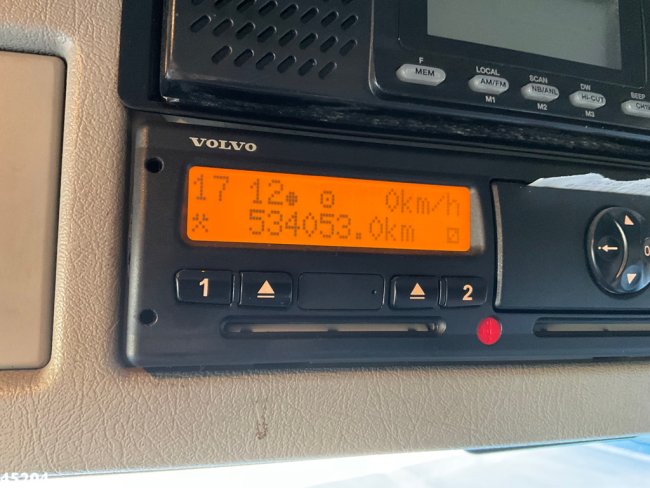 F
MEM
LOCAL
AM/FM
M1
SCAN
NB/ANL
M2
DW
HI-CUT
M3
BEEP
VOLVO
17 12 0km/h
534053.0km
1
2
45204